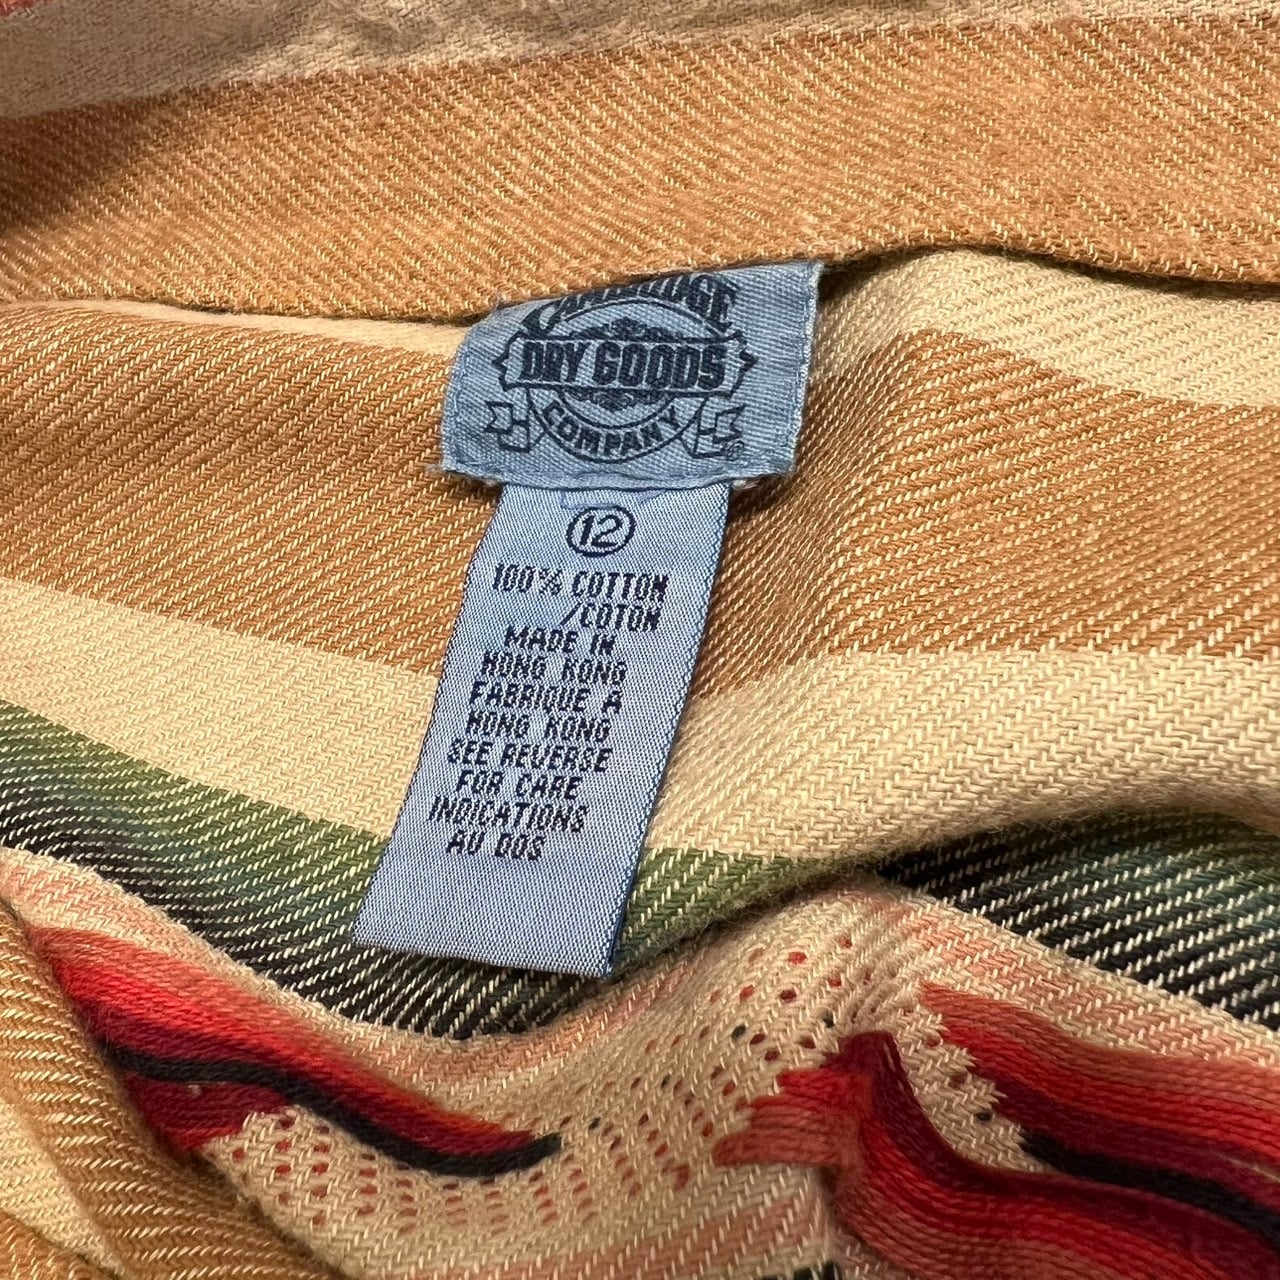 CAMBRIDGE
DRY GOODS
COMPANY
®
12
100% COTTON
/COTON
MADE IN
HONG KONG
FABRIQUE À
HONG KONG
SEE REVERSE
FOR CARE
INDICATIONS
AU DOS